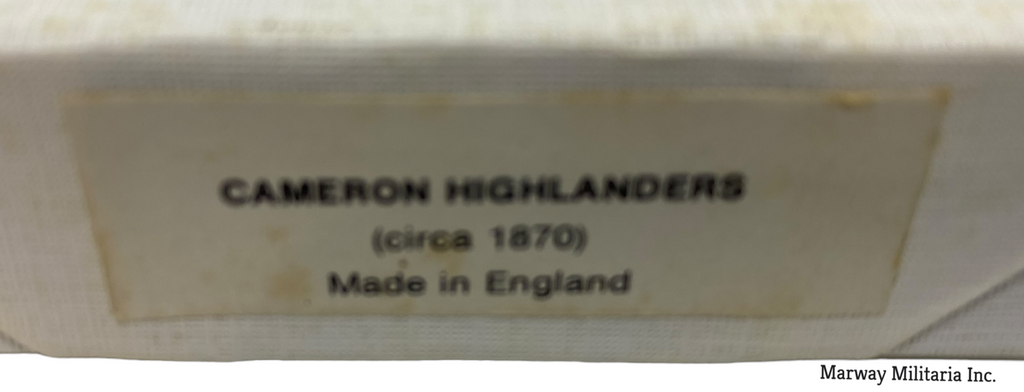 CAMERON HIGHLANDERS
(circa 1870)
Made in England
Marway Militaria Inc.